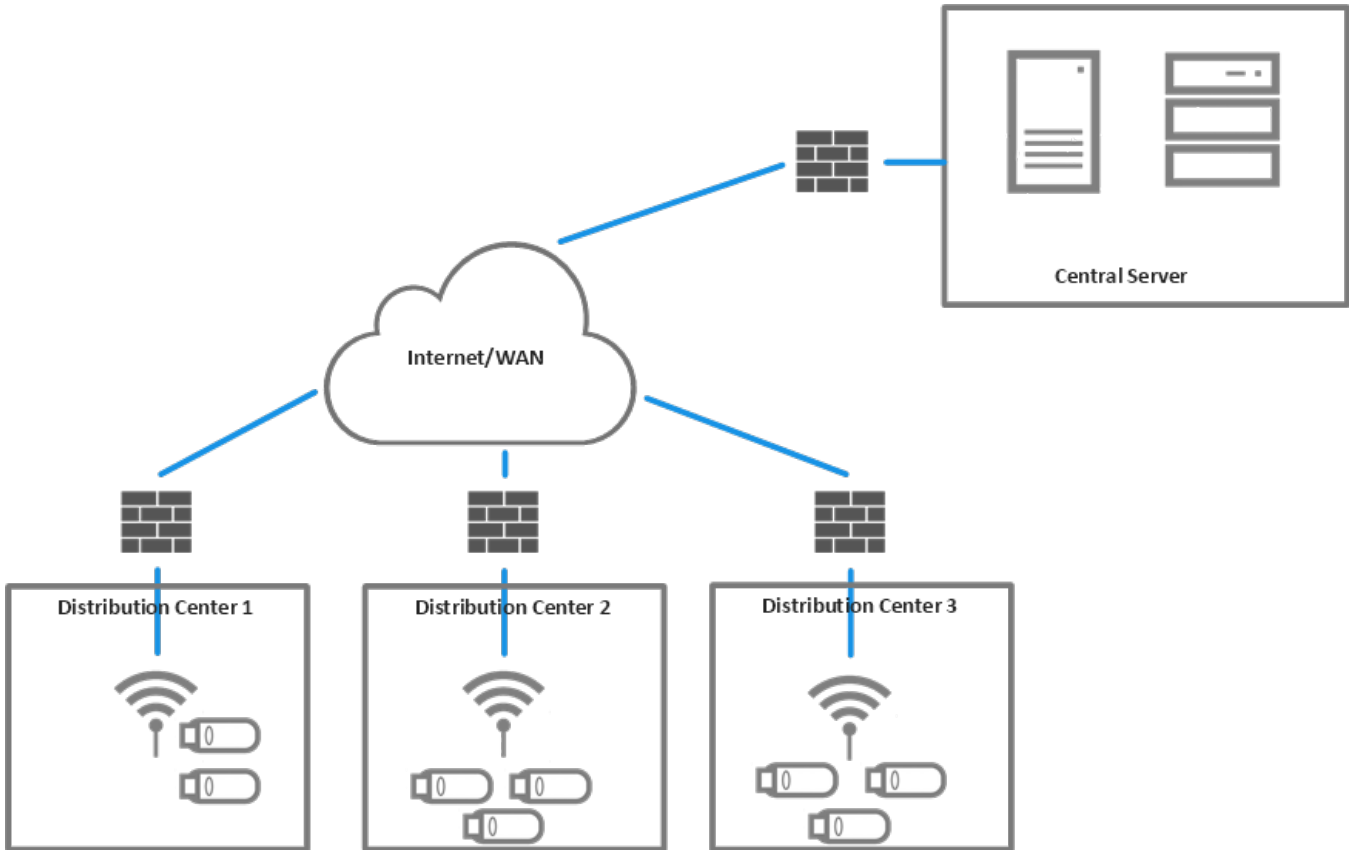 Central Server
Internet/WAN
Distribution Center 1
Distribution Center 2
Distribution Center 3